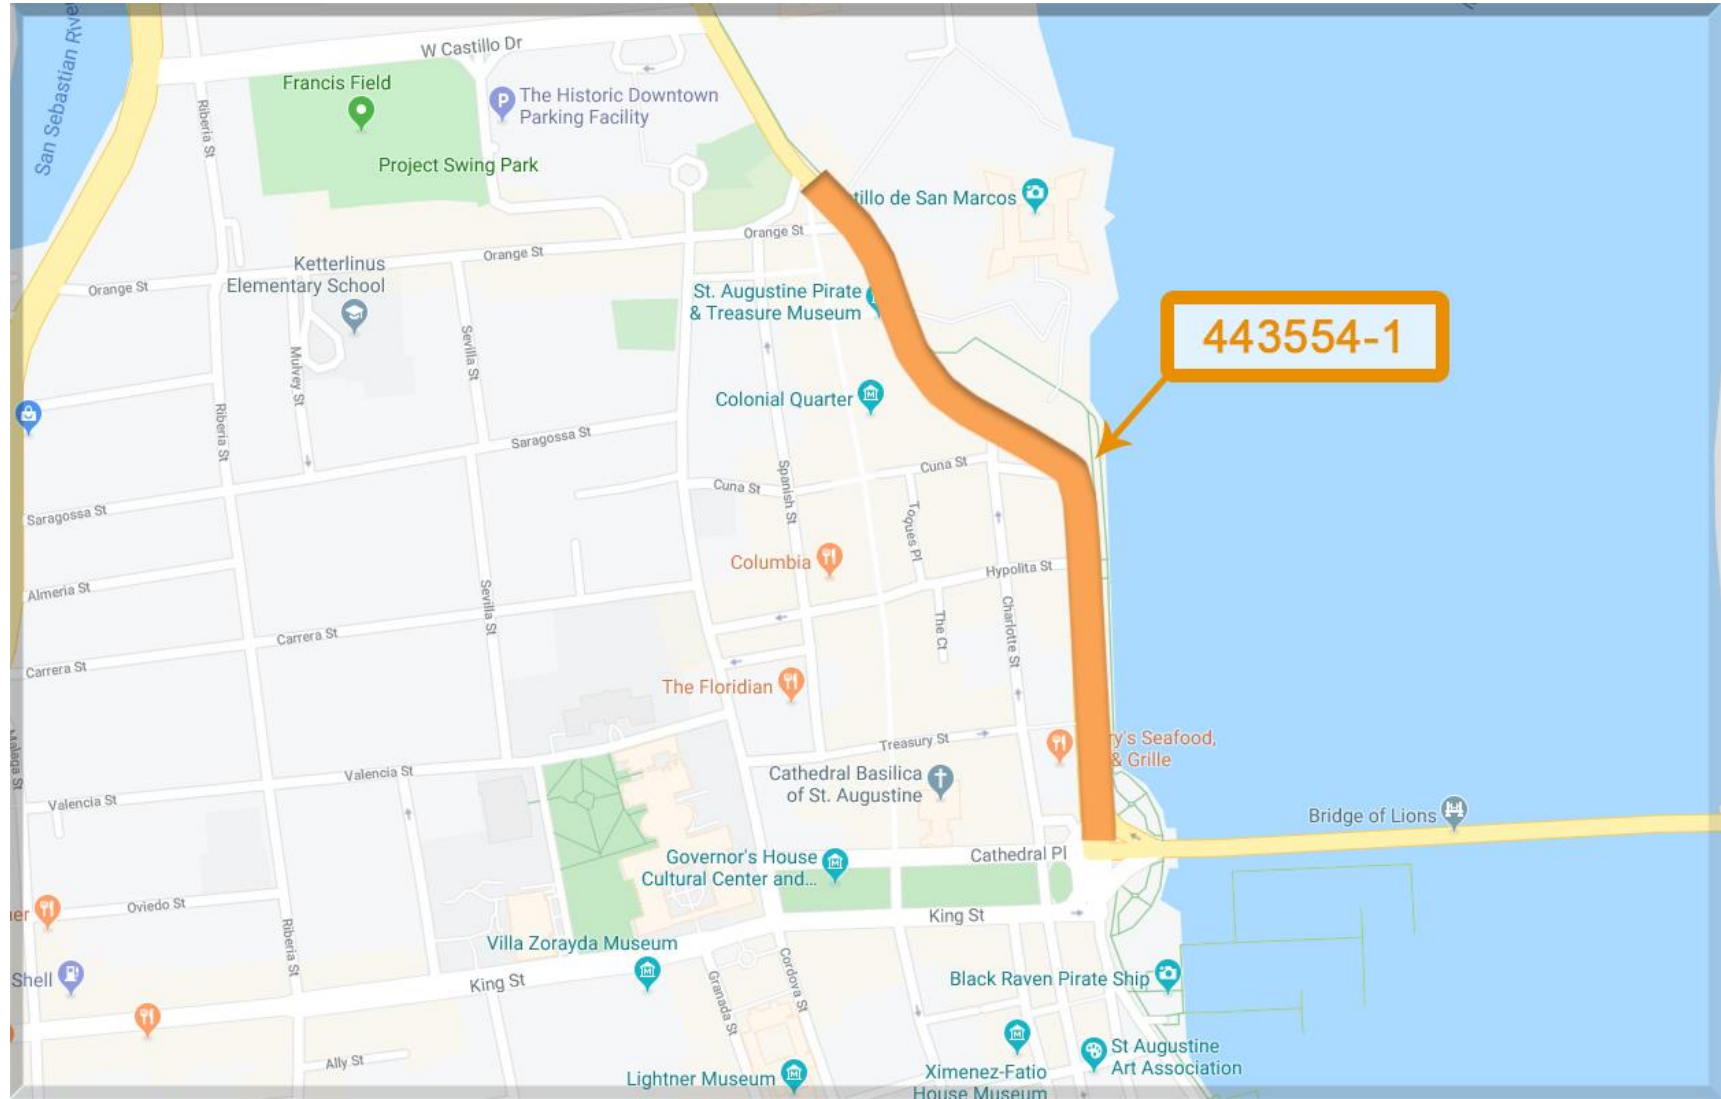 San Sebastian River
W Castillo Dr
Francis Field
The Historic Downtown
Parking Facility
Riberia St
Project Swing Park
tillo de San Marcos
Orange St
Orange St
Orange St
Ketterlinus
Elementary School
St. Augustine Pirate
& Treasure Museum
443554-1
Sevilla St
Mulvey St
Colonial Quarter
Riberia St
Saragossa St
Cuna St
Cuna St
Spanish St
Saragossa St
Toques Pl
Columbia
Hypolita St
Almeria St
Sevilla St
Carrera St
Charlotte St
The Ct
Carrera St
The Floridian
Malaga St
Treasury St
ry's Seafood,
& Grille
Valencia St
Cathedral Basilica
of St. Augustine
Valencia St
Bridge of Lions
Cathedral Pl
Governor's House
Cultural Center and...
Oviedo St
er
King St
Riberia St
Villa Zorayda Museum
Shell
King St
Granada St
Cordova St
Black Raven Pirate Ship
Ally St
St Augustine
Art Association
Lightner Museum
Ximenez-Fatio
House Museum